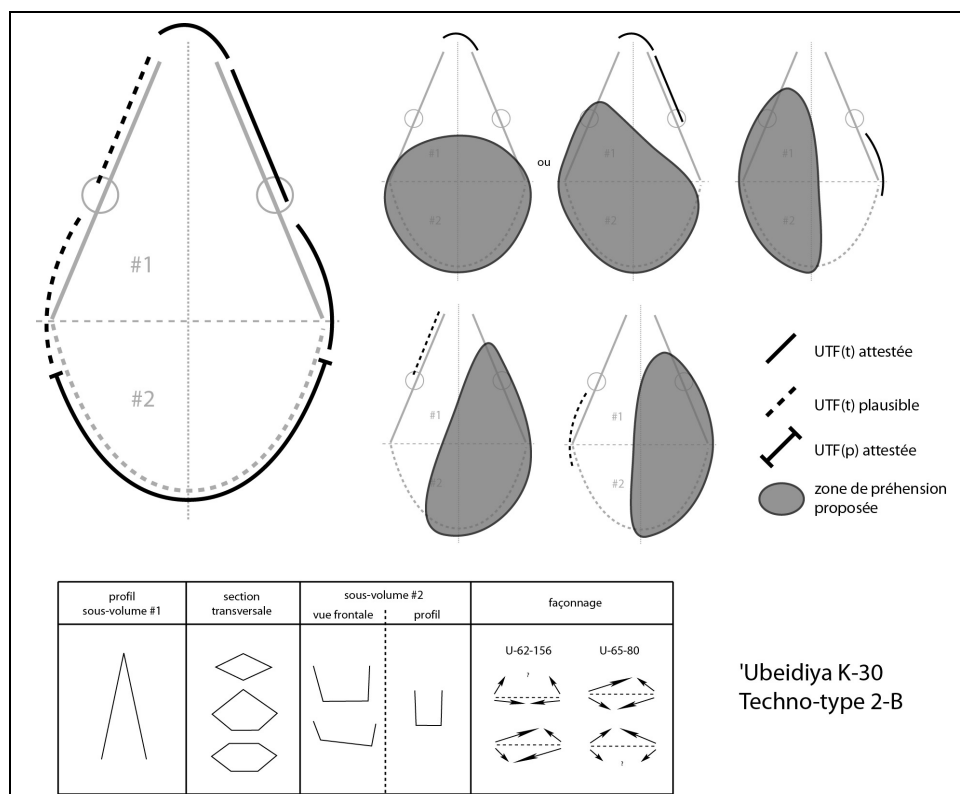 #1
#2
#1
#2
ou
#1
#2
#1
#2
#1
#2
#1
#2
UTF(t) attestée
UTF(t) plausible
UTF(p) attestée
zone de préhension
proposée
profil
sous-volume #1
section
transversale
sous-volume #2
vue frontale
profil
façonnage
U-62-156
U-65-80
?
?
'Ubeidiya K-30
Techno-type 2-B